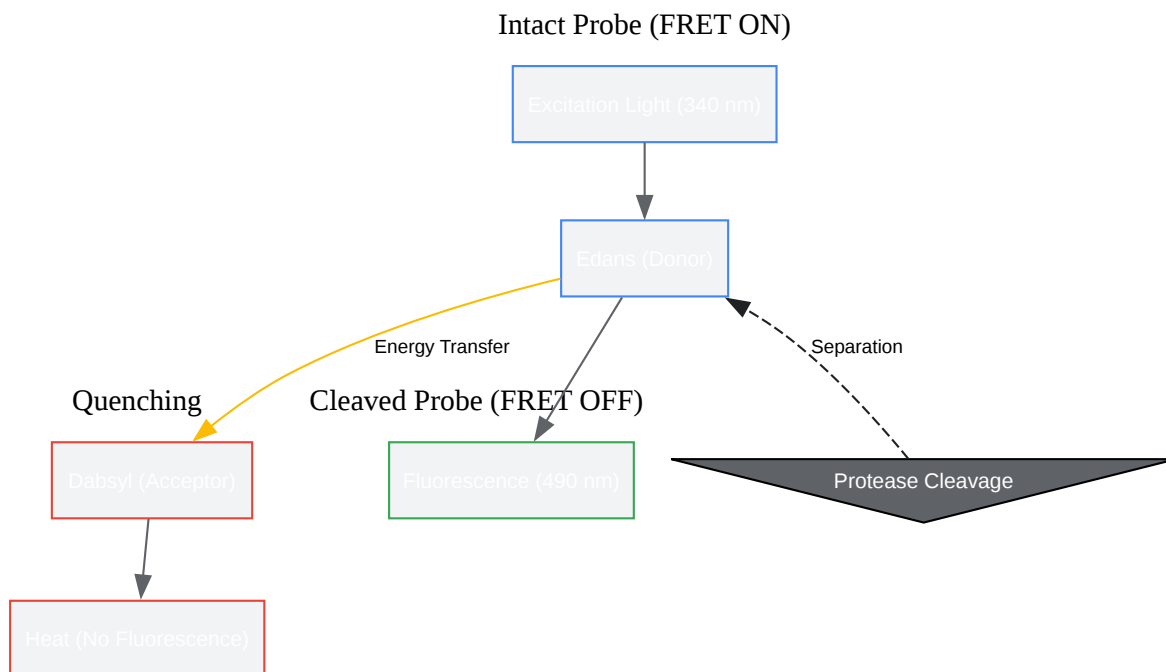 Intact Probe (FRET ON)
Excitation Light (340 nm)
Edans (Donor)
Energy Transfer
Separation
Quenching
Cleaved Probe (FRET OFF)
Dabsyl (Acceptor)
Fluorescence (490 nm)
Protease Cleavage
Heat (No Fluorescence)